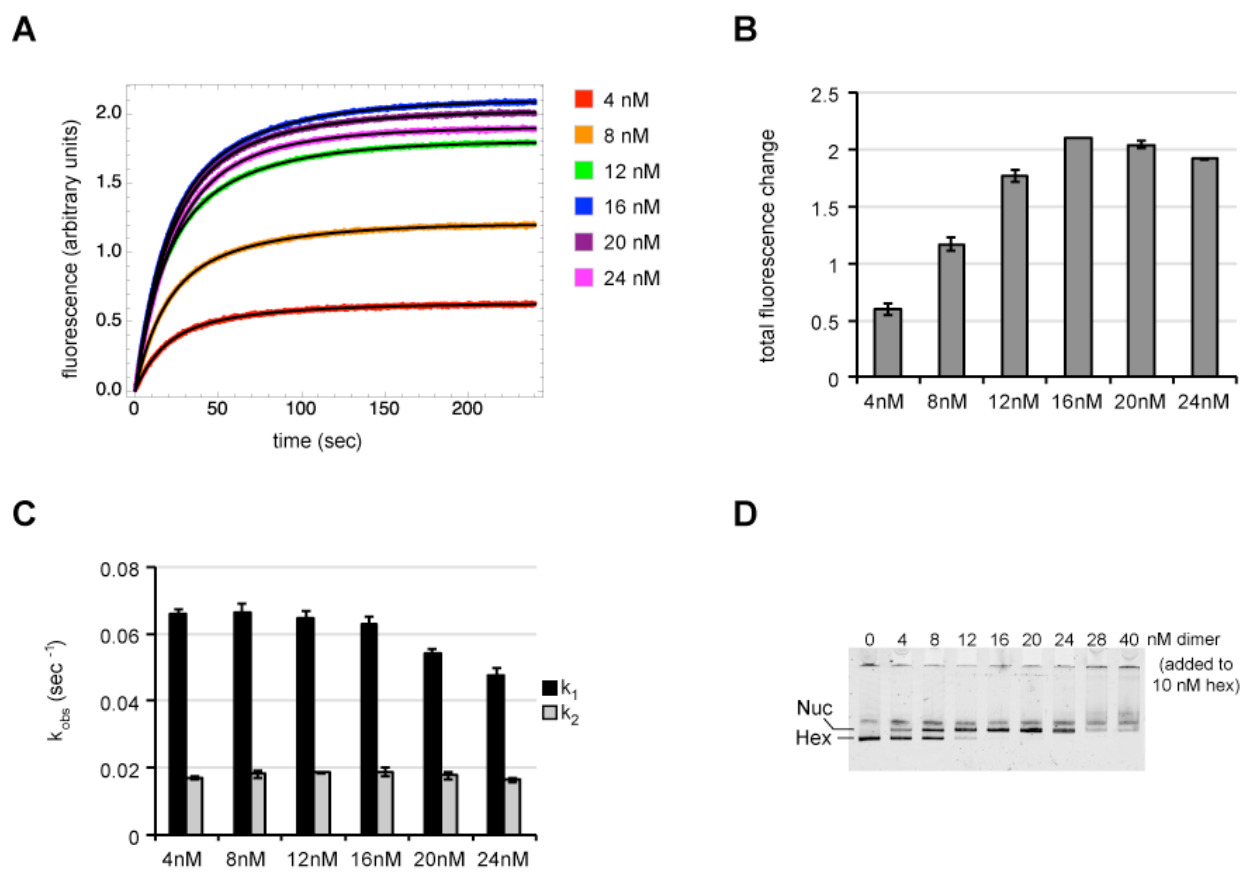 A
fluorescence (arbitrary units)
2.0
1.5
1.0
0.5
0.0
0 50 100 150 200
time (sec)
4 nM
8 nM
12 nM
16 nM
20 nM
24 nM
B
total fluorescence change
2.5
2
1.5
1
0.5
0
4nM 8nM 12nM 16nM 20nM 24nM
C
kobs (sec -1)
0.08
0.06
0.04
0.02
0
4nM 8nM 12nM 16nM 20nM 24nM
k1
k2
D
0 4 8 12 16 20 24 28 40 nM dimer
(added to
10 nM hex)
Nuc
Hex